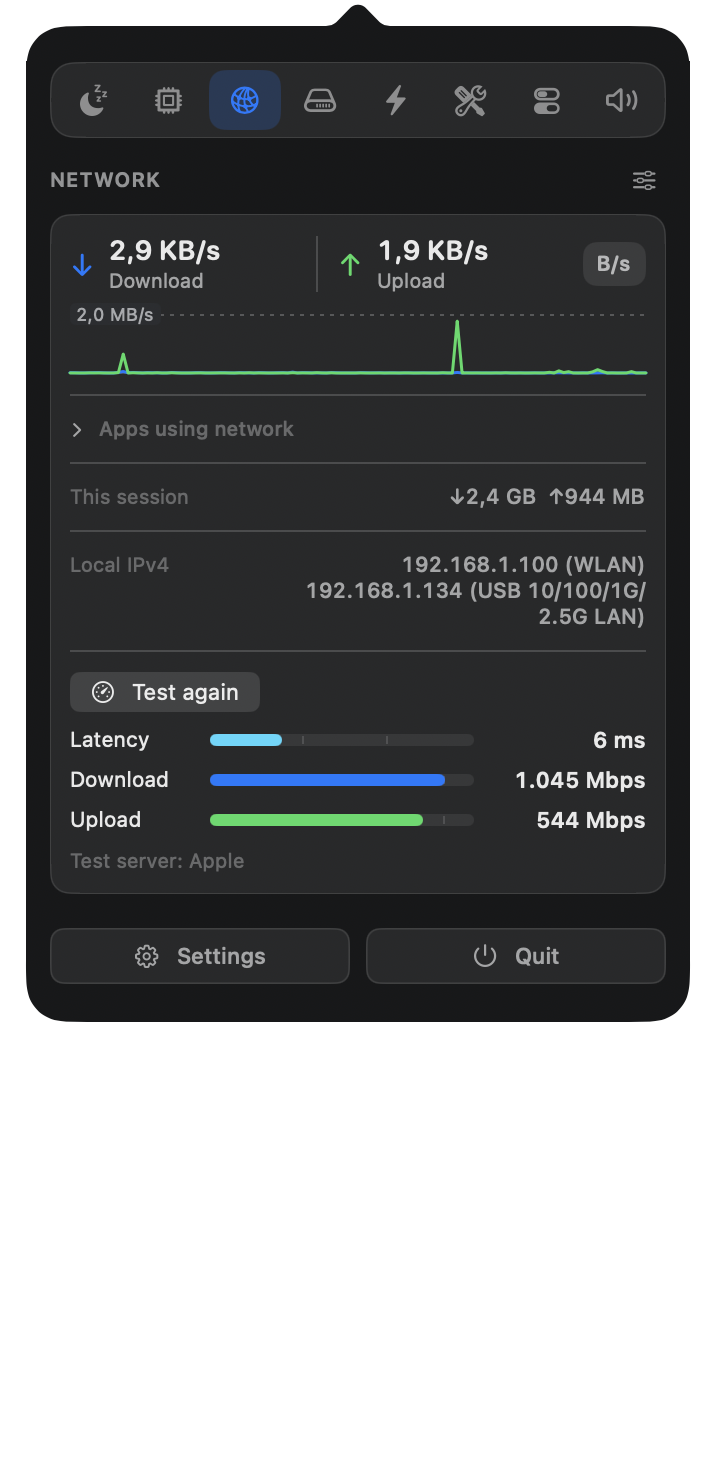 NETWORK
2,9 KB/s
Download
1,9 KB/s
Upload
B/s
2,0 MB/s
Apps using network
This session ↓2,4 GB ↑944 MB
Local IPv4 192.168.1.100 (WLAN)
192.168.1.134 (USB 10/100/1G/
2.5G LAN)
Test again
Latency 6 ms
Download 1.045 Mbps
Upload 544 Mbps
Test server: Apple
Settings
Quit